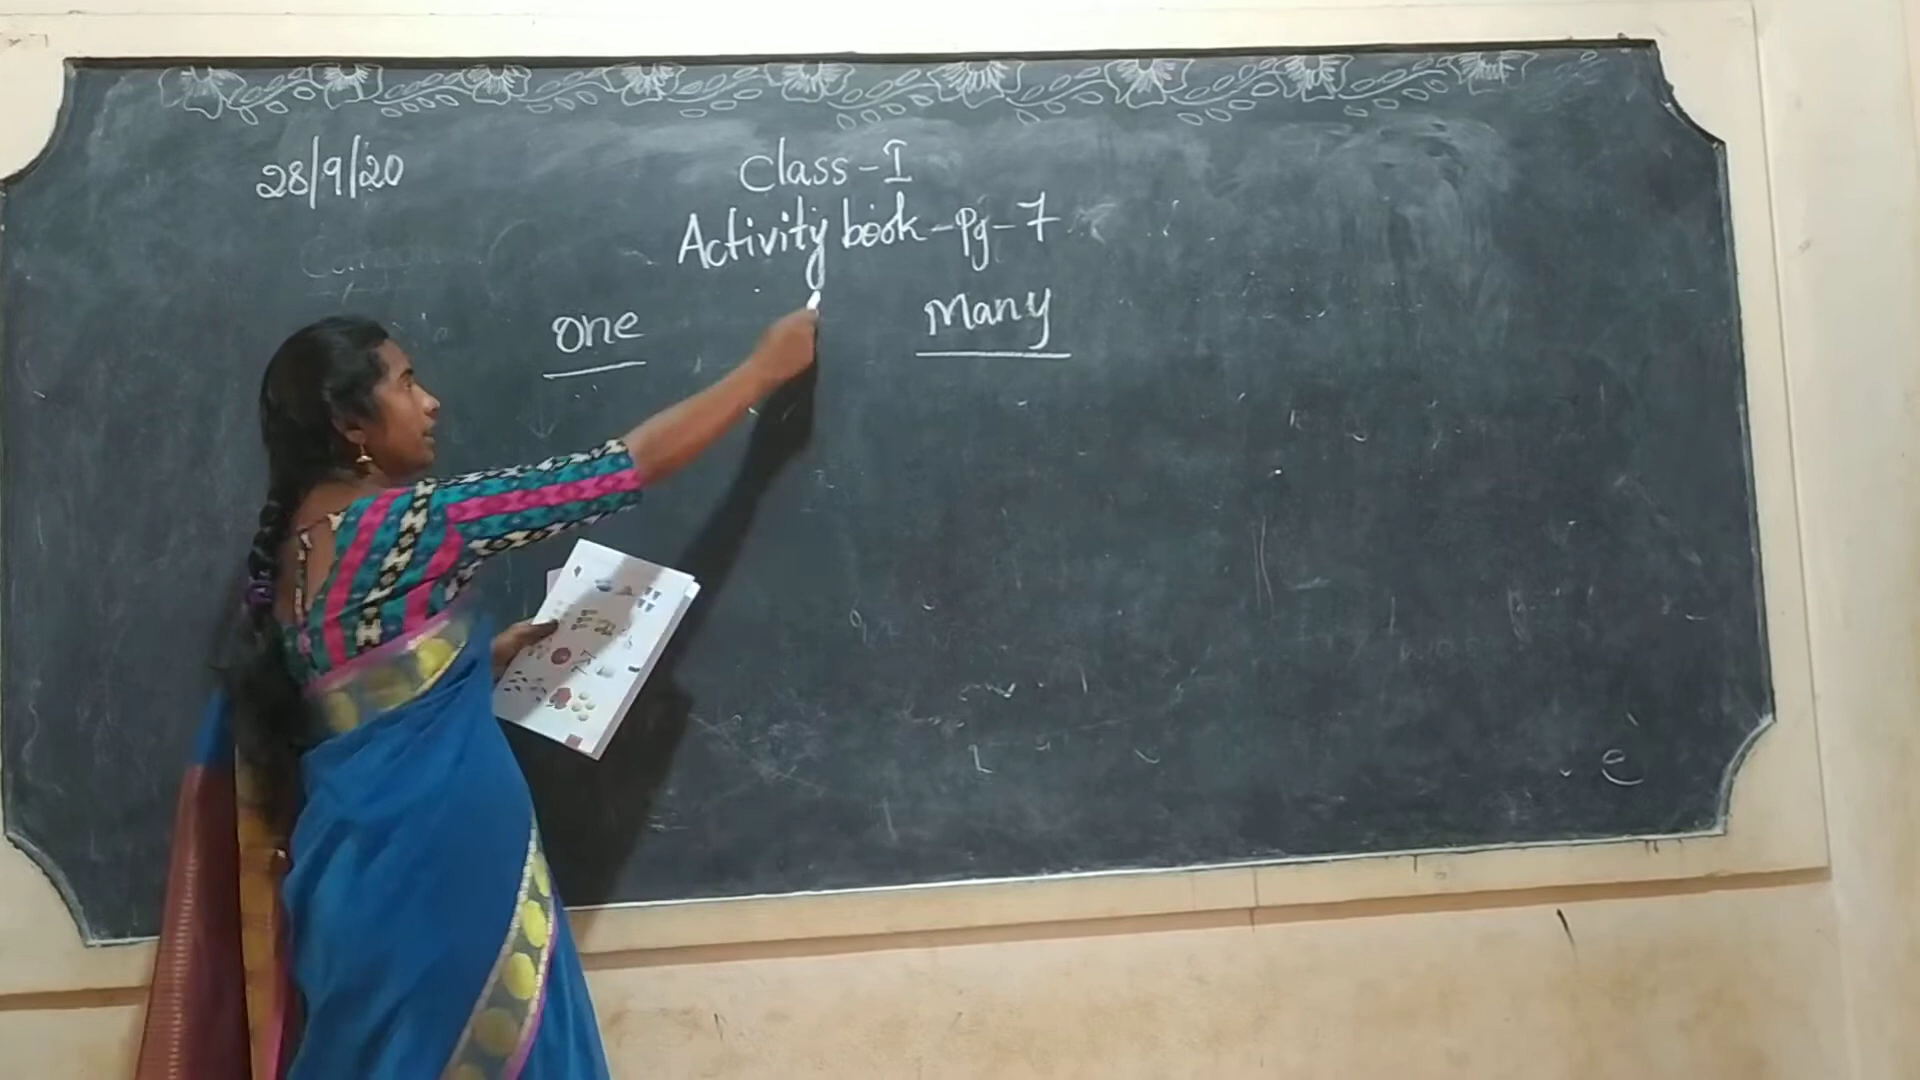 28/9/20
Class - I
Activity book - Pg - 7
one
Many